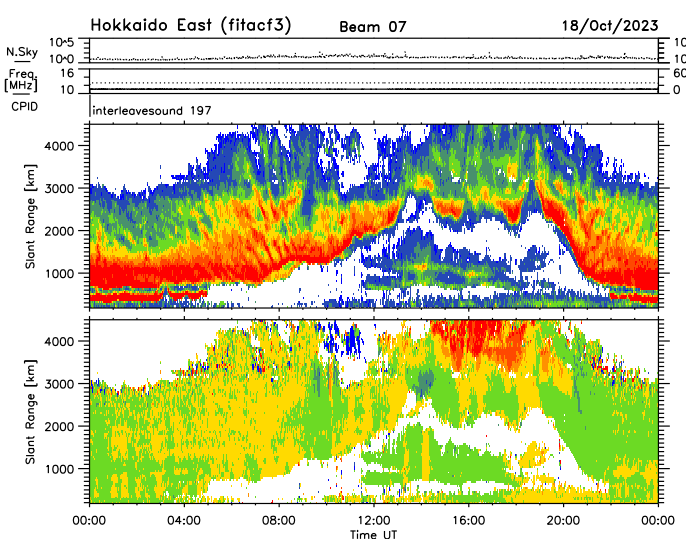 Hokkaido East (fitacf3) Beam 07 18/Oct/2023
N.Sky 10^5 10^0 10 10
Freq. [MHz] 16 10 60 0
CPID
interleavesound 197
Slant Range [km] 4000 3000 2000 1000
Slant Range [km] 4000 3000 2000 1000
00:00 04:00 08:00 12:00 16:00 20:00 00:00
Time UT